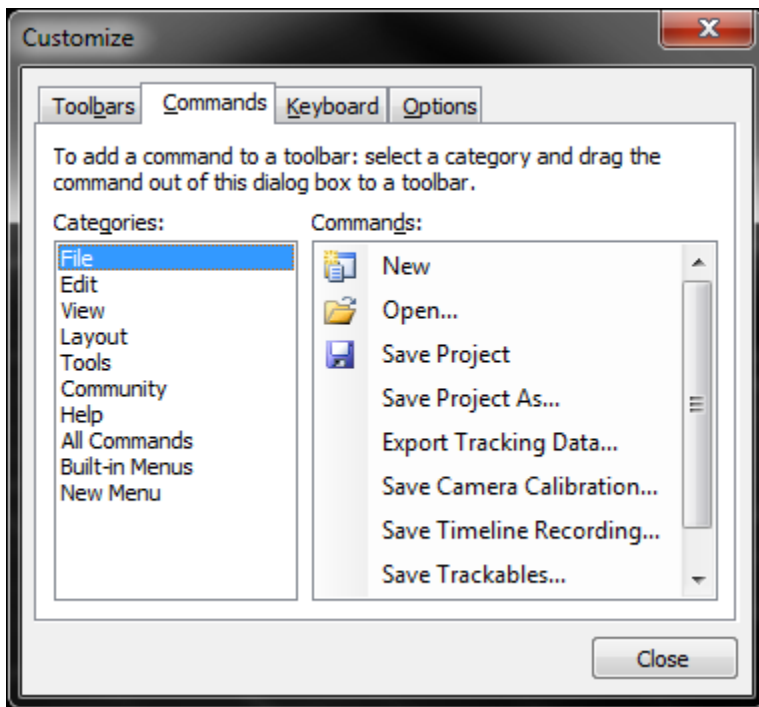 Customize
Toolbars Commands Keyboard Options
To add a command to a toolbar: select a category and drag the
command out of this dialog box to a toolbar.
Categories:
File
Edit
View
Layout
Tools
Community
Help
All Commands
Built-in Menus
New Menu
Commands:
New
Open...
Save Project
Save Project As...
Export Tracking Data...
Save Camera Calibration...
Save Timeline Recording...
Save Trackables...
Close